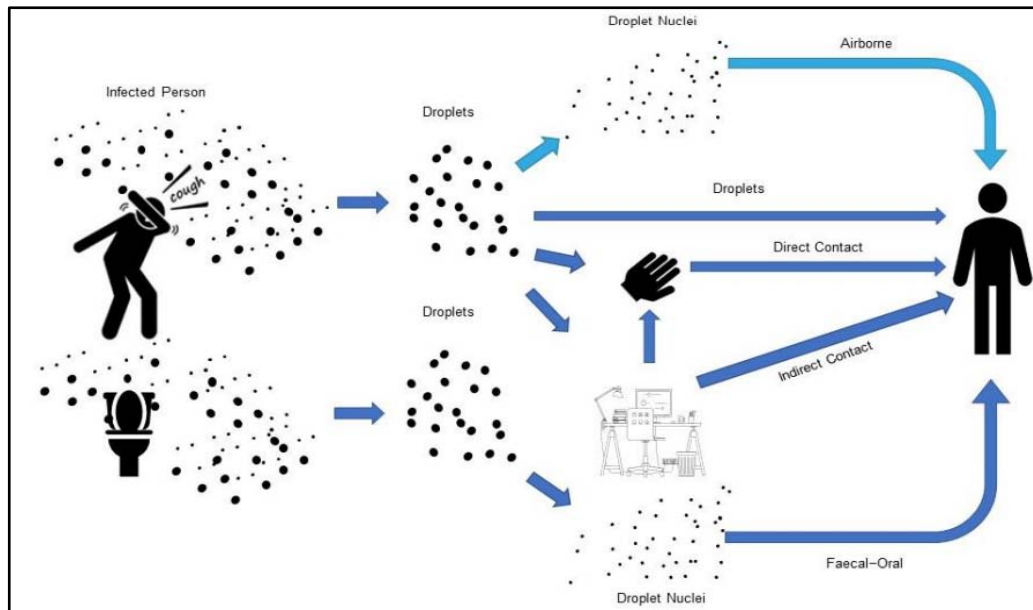 Droplet Nuclei
Airborne
Infected Person
Droplets
cough
Droplets
Direct Contact
Droplets
Indirect Contact
Faecal-Oral
Droplet Nuclei